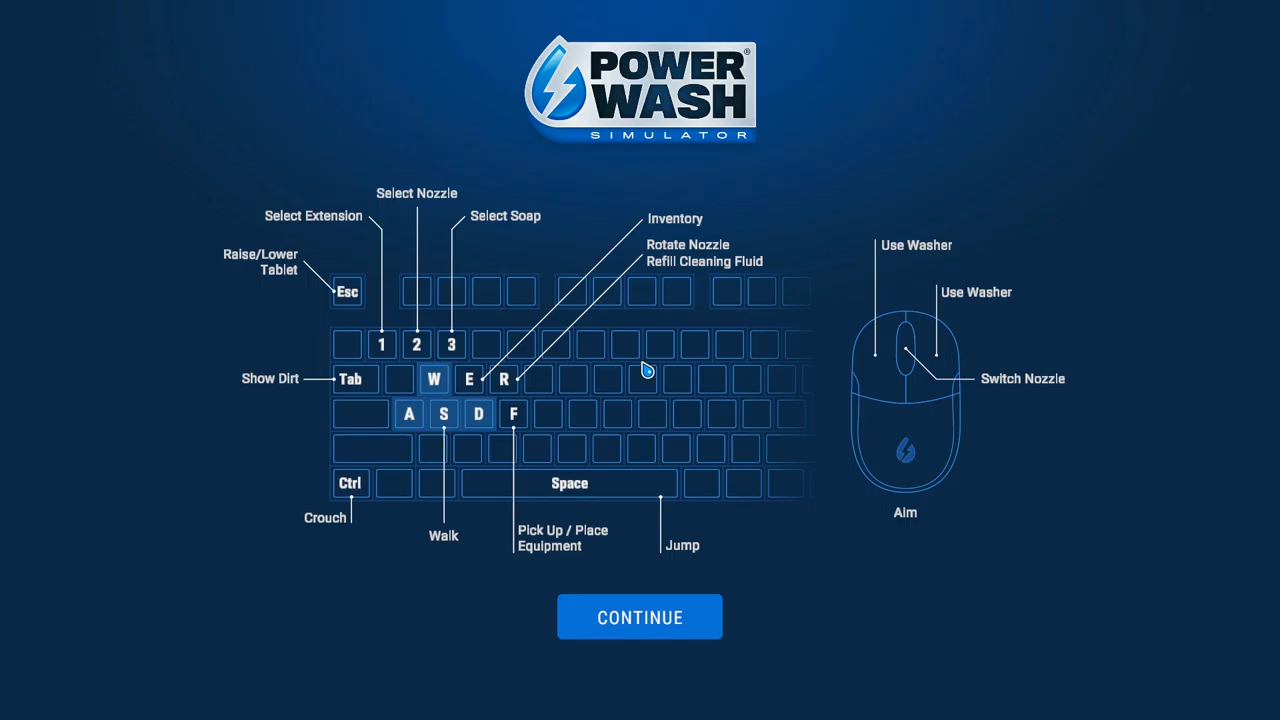 POWER®
WASH
SIMULATOR
Select Nozzle
Select Extension
Select Soap
Inventory
Rotate Nozzle
Refill Cleaning Fluid
Raise/Lower
Tablet
Use Washer
Use Washer
Esc
1 2 3
Show Dirt
Tab W E R
Switch Nozzle
A S D F
Ctrl Space
Crouch
Walk
Pick Up / Place
Equipment
Jump
Aim
CONTINUE